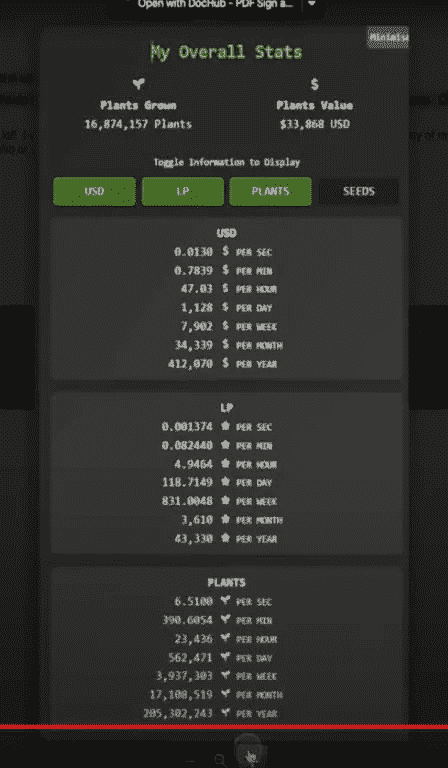 Open with DocHub - PDF Sign a...
My Overall Stats
Plants Grown
16,874,157 Plants
$
Plants Value
$33,868 USD
Toggle Information to Display
USD LP PLANTS SEEDS
USD
0.0130 $ PER SEC
0.7839 $ PER MIN
47.03 $ PER HOUR
1,128 $ PER DAY
7,902 $ PER WEEK
34,339 $ PER MONTH
412,070 $ PER YEAR
LP
0.001374 PER SEC
0.082440 PER MIN
4.9464 PER HOUR
118.7149 PER DAY
831.0048 PER WEEK
3,610 PER MONTH
43,330 PER YEAR
PLANTS
6.5100 PER SEC
390.6054 PER MIN
23,436 PER HOUR
562,471 PER DAY
3,937,303 PER WEEK
17,108,519 PER MONTH
205,302,243 PER YEAR